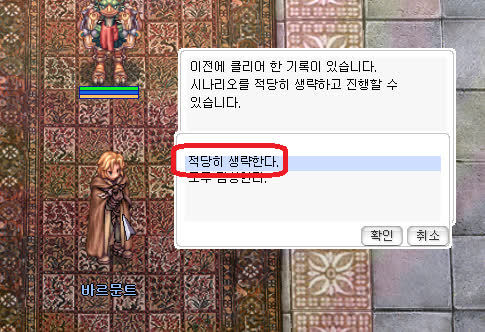 이전에 클리어 한 기록이 있습니다.
시나리오를 적당히 생략하고 진행할 수
있습니다.
적당히 생략한다.
모두 감상한다.
확인 취소
바르문트